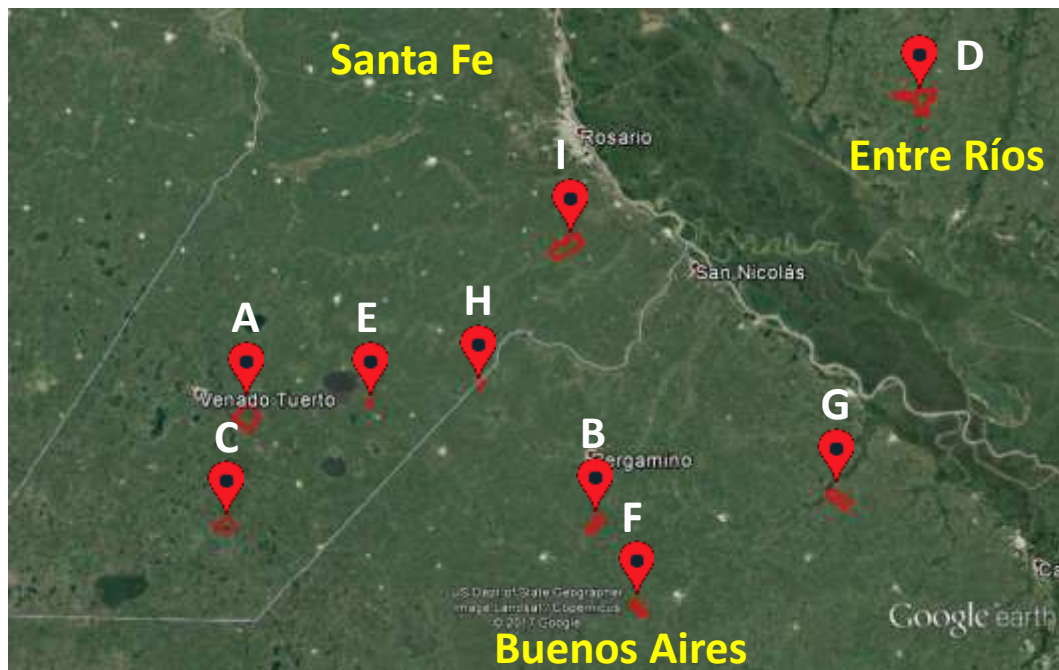 Santa Fe
D
Rosario
Entre Ríos
I
San Nicolás
H
A
E
Venado Tuerto
C
B
G
Pergamino
F
US Dept of State Geographer
Image Landsat / Copernicus
© 2017 Google
Google earth
Buenos Aires
Ca